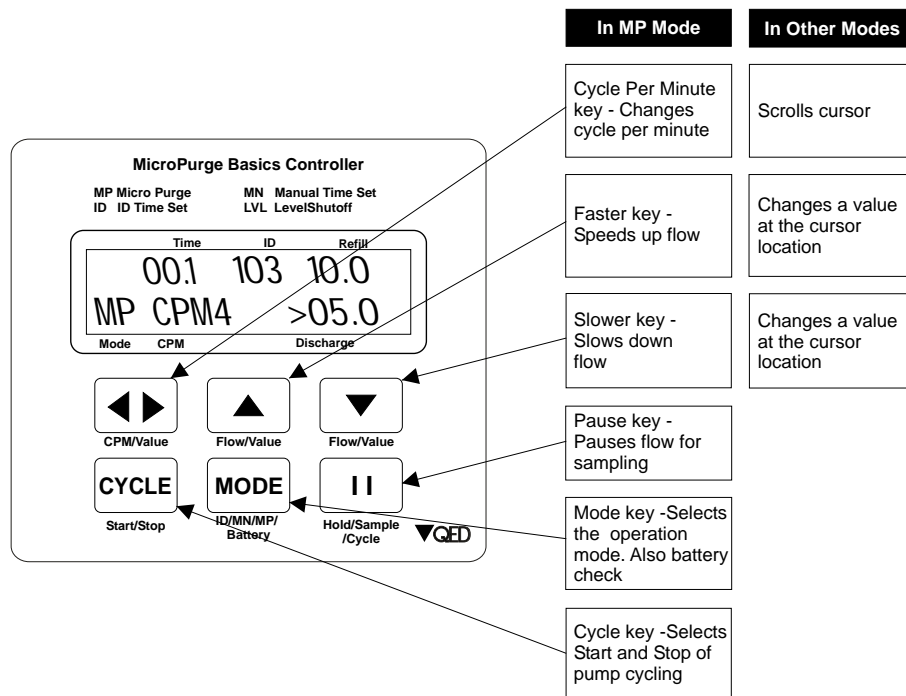 In MP Mode
In Other Modes
Cycle Per Minute
key - Changes
cycle per minute
Scrolls cursor
Faster key -
Speeds up flow
Changes a value
at the cursor
location
Slower key -
Slows down
flow
Changes a value
at the cursor
location
Pause key -
Pauses flow for
sampling
Mode key -Selects
the operation
mode. Also battery
check
Cycle key -Selects
Start and Stop of
pump cycling
MicroPurge Basics Controller
MP Micro Purge MN Manual Time Set
ID ID Time Set LVL LevelShutoff
Time ID Refill
00.1 103 10.0
MP CPM4 >05.0
Mode CPM Discharge
CPM/Value Flow/Value Flow/Value
CYCLE MODE II
Start/Stop
ID/MN/MP/
Battery
Hold/Sample
/Cycle
QED